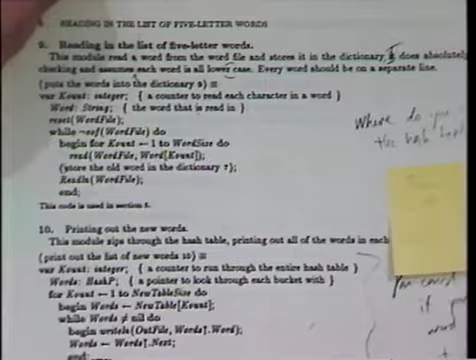 READING IN THE LIST OF FIVE-LETTER WORDS
9. Reading in the list of five-letter words.
This module read a word from the word file and stores it in the dictionary, it does absolutely
checking and assumes each word is all lower case. Every word should be on a separate line.
⟨puts the words into the dictionary 9⟩ ≡
var Kount: integer; { a counter to read each character in a word }
Word: String; { the word that is read in }
reset(WordFile);
while ¬eof(WordFile) do
begin for Kount ← 1 to WordSize do
read(WordFile, Word[Kount]);
⟨store the old word in the dictionary 7⟩;
Readln(WordFile);
end;
This code is used in section
Where do you
the hash
10. Printing out the new words.
This module zips through the hash table, printing out all of the words in each
⟨print out the list of new words 10⟩ ≡
var Kount: integer; { a counter to run through the entire hash table }
Words: HashP; { a pointer to look through each bucket with }
for Kount ← 1 to NewTableSize do
begin Words ← NewTable[Kount];
while Words ≠ nil do
begin writeln(OutFile, Words↑.Word);
Words ← Words↑.Next;
end;
You
if
word